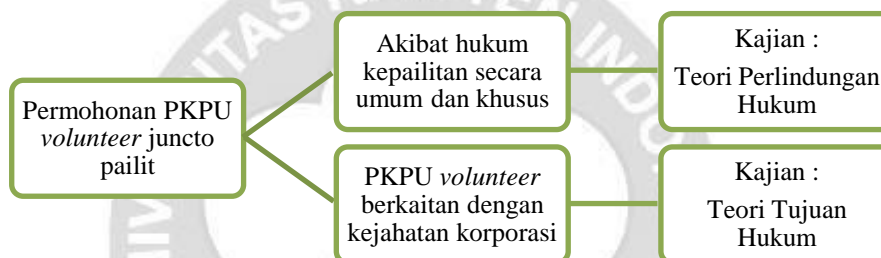 Permohonan PKPU
volunteer juncto
pailit
Akibat hukum
kepailitan secara
umum dan khusus
Kajian :
Teori Perlindungan
Hukum
PKPU volunteer
berkaitan dengan
kejahatan korporasi
Kajian :
Teori Tujuan
Hukum